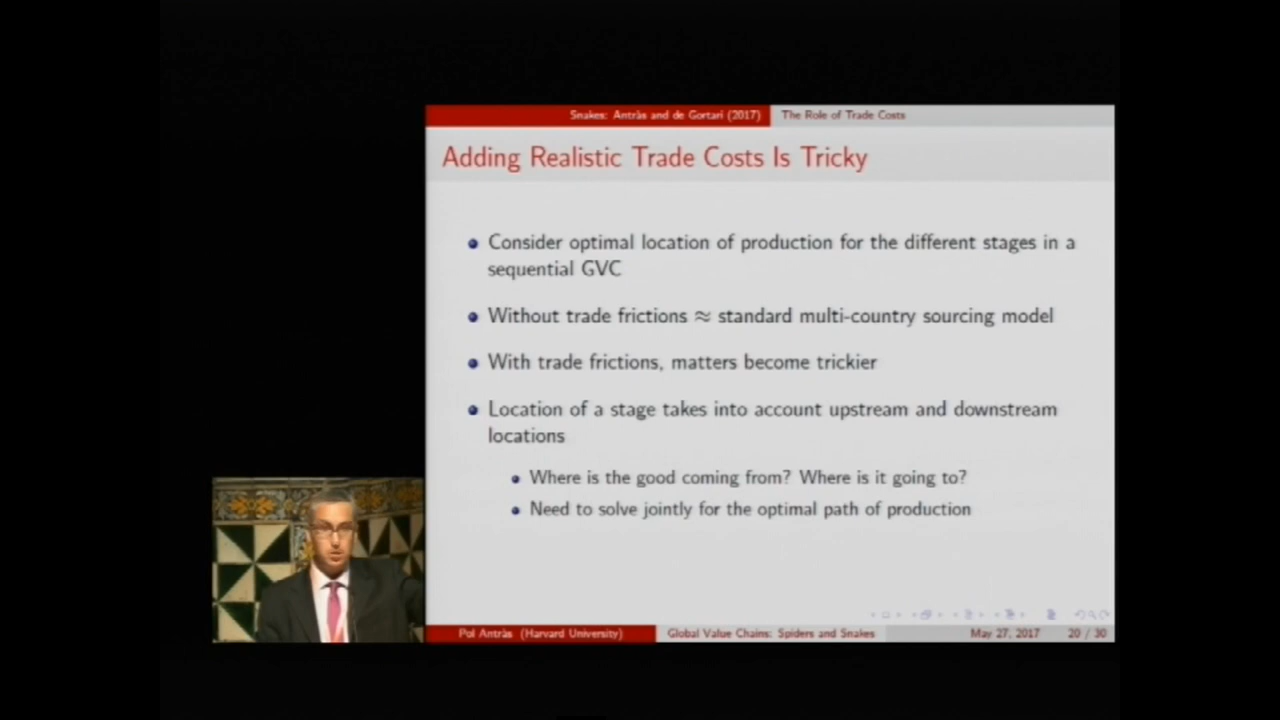 Snakes: Antràs and de Gortari (2017) The Role of Trade Costs
Adding Realistic Trade Costs Is Tricky
Consider optimal location of production for the different stages in a
sequential GVC
Without trade frictions ≈ standard multi-country sourcing model
With trade frictions, matters become trickier
Location of a stage takes into account upstream and downstream
locations
Where is the good coming from? Where is it going to?
Need to solve jointly for the optimal path of production
Pol Antràs (Harvard University) Global Value Chains: Spiders and Snakes May 27, 2017 20 / 30